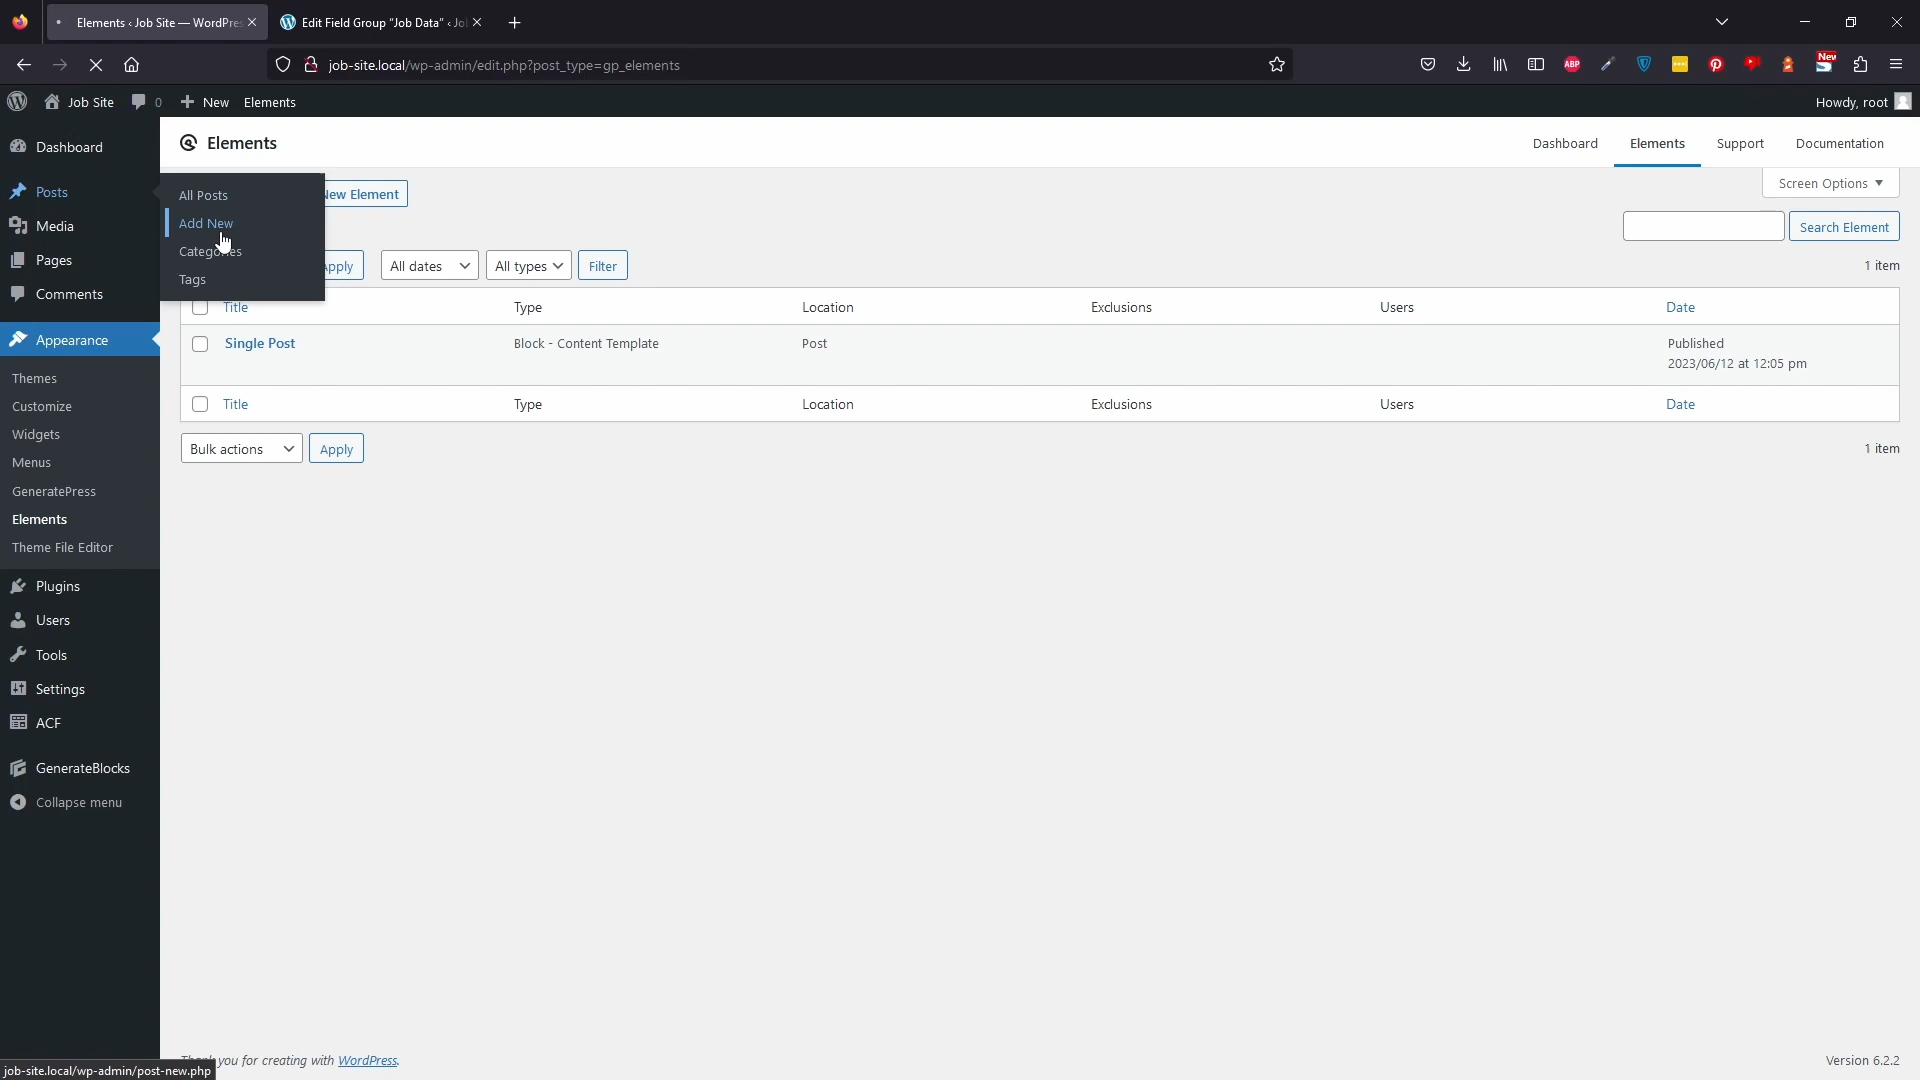 Elements ‹ Job Site — WordPres
Edit Field Group “Job Data” ‹ Jo
job-site.local/wp-admin/edit.php?post_type=gp_elements
ABP
New
Job Site
0
New
Elements
Howdy, root
Dashboard
Posts
Media
Pages
Comments
Appearance
Themes
Customize
Widgets
Menus
GeneratePress
Elements
Theme File Editor
Plugins
Users
Tools
Settings
ACF
GenerateBlocks
Collapse menu
All Posts
Add New
Categories
Tags
Elements
Dashboard
Elements
Support
Documentation
New Element
Screen Options
Search Element
Apply
All dates
All types
Filter
1 item
Title
Type
Location
Exclusions
Users
Date
Single Post
Block - Content Template
Post
Published
2023/06/12 at 12:05 pm
Title
Type
Location
Exclusions
Users
Date
Bulk actions
Apply
1 item
you for creating with WordPress.
Version 6.2.2
job-site.local/wp-admin/post-new.php